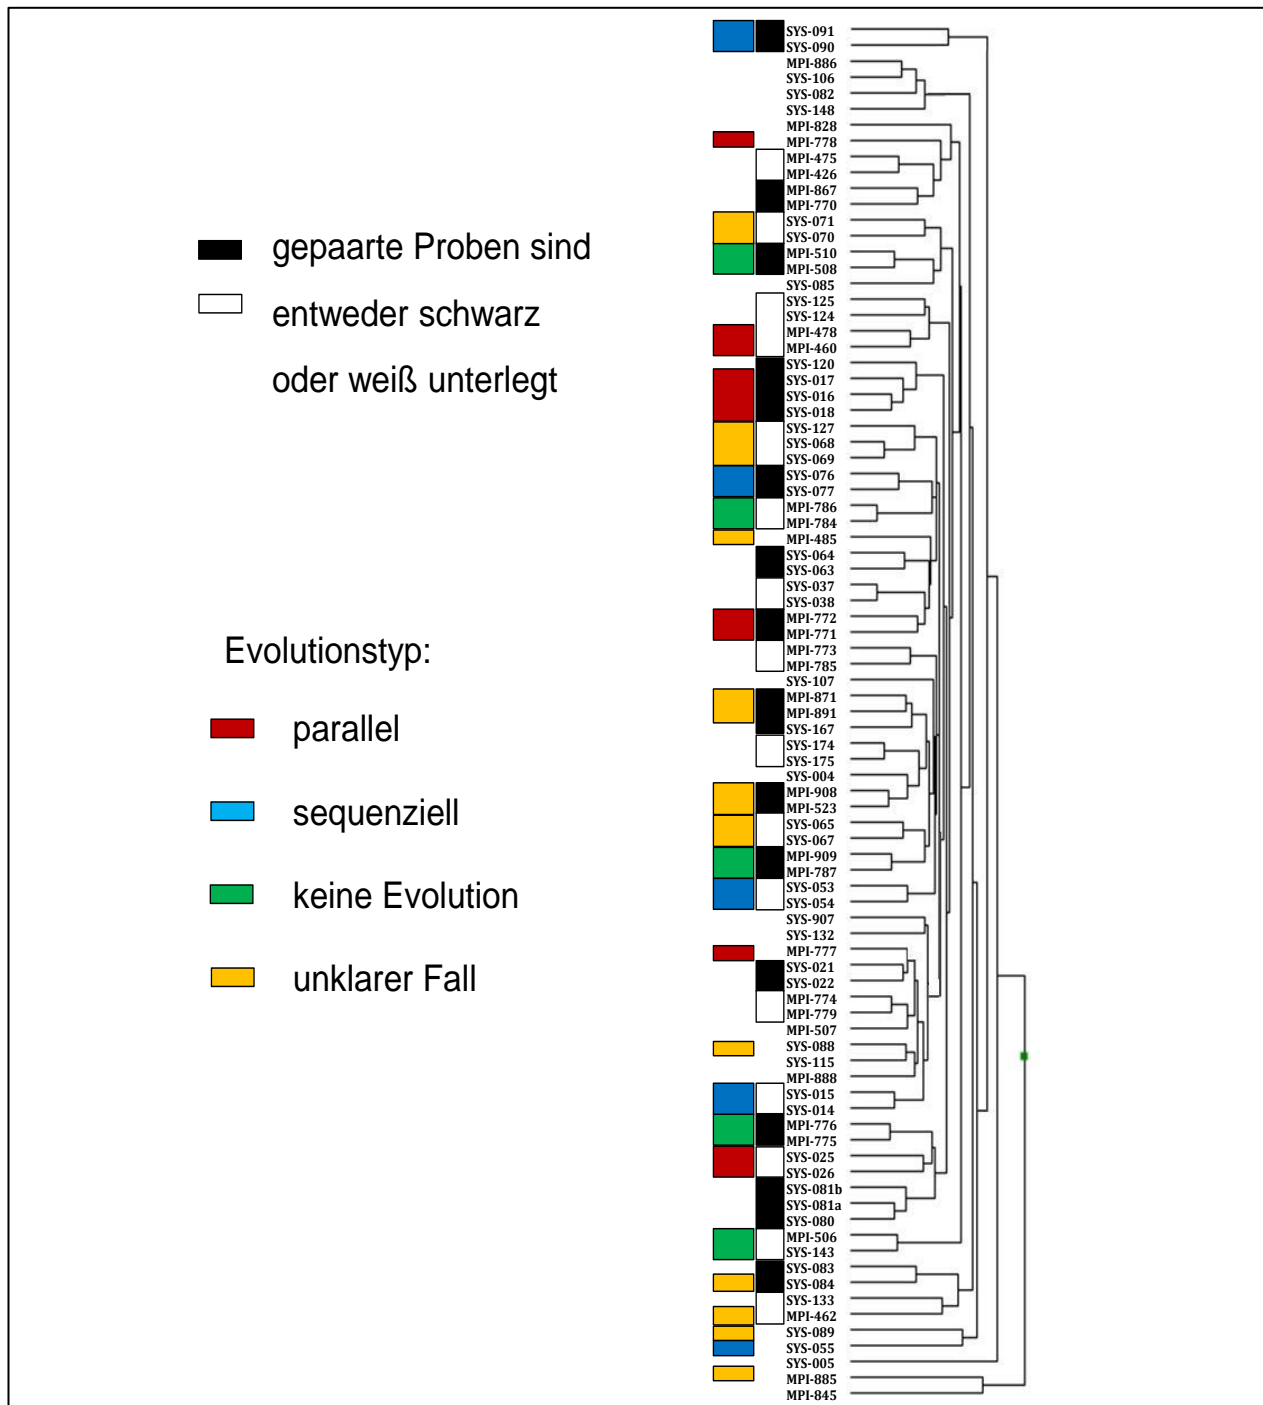 gepaarte Proben sind
entweder schwarz
oder weiß unterlegt
Evolutionstyp:
parallel
sequenziell
keine Evolution
unklarer Fall
SYS-091
SYS-090
MPI-886
SYS-106
SYS-082
SYS-148
MPI-828
MPI-778
MPI-475
MPI-426
MPI-867
MPI-770
SYS-071
SYS-070
MPI-510
MPI-508
SYS-085
SYS-125
SYS-124
MPI-478
MPI-460
SYS-120
SYS-017
SYS-016
SYS-018
SYS-127
SYS-068
SYS-069
SYS-076
SYS-077
MPI-786
MPI-784
MPI-485
SYS-064
SYS-063
SYS-037
SYS-038
MPI-772
MPI-771
MPI-773
MPI-785
SYS-107
MPI-871
MPI-891
SYS-167
SYS-174
SYS-175
SYS-004
MPI-908
MPI-523
SYS-065
SYS-067
MPI-909
MPI-787
SYS-053
SYS-054
SYS-907
SYS-132
MPI-777
SYS-021
SYS-022
MPI-774
MPI-779
MPI-507
SYS-088
SYS-115
MPI-888
SYS-015
SYS-014
MPI-776
MPI-775
SYS-025
SYS-026
SYS-081b
SYS-081a
SYS-080
MPI-506
SYS-143
SYS-083
SYS-084
SYS-133
MPI-462
SYS-089
SYS-055
SYS-005
MPI-885
MPI-845